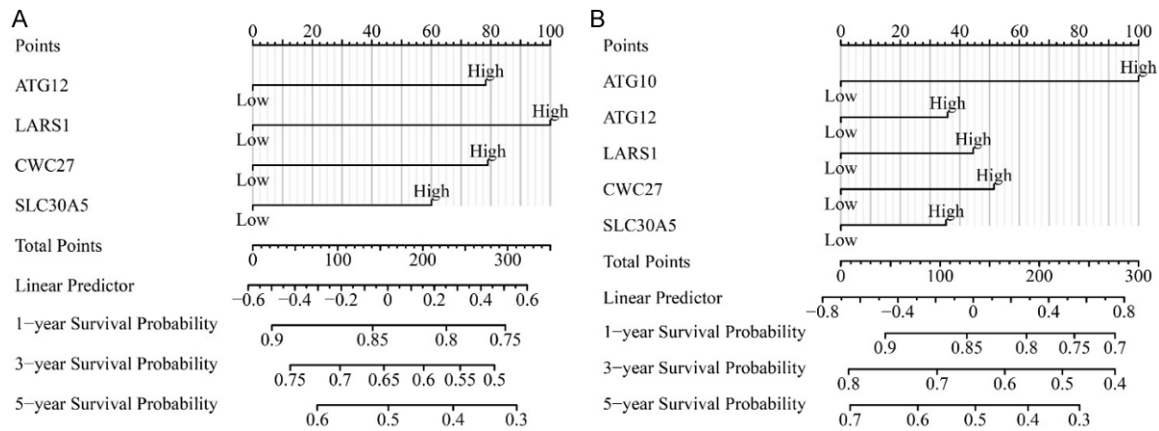 A
Points
0 20 40 60 80 100
ATG12
Low
High
LARS1
Low
High
CWC27
Low
High
SLC30A5
Low
High
Total Points
0 100 200 300
Linear Predictor
−0.6 −0.4 −0.2 0 0.2 0.4 0.6
1−year Survival Probability
0.9 0.85 0.8 0.75
3−year Survival Probability
0.75 0.7 0.65 0.6 0.55 0.5
5−year Survival Probability
0.6 0.5 0.4 0.3
B
Points
0 20 40 60 80 100
ATG10
Low
High
ATG12
Low
High
LARS1
Low
High
CWC27
Low
High
SLC30A5
Low
High
Total Points
0 100 200 300
Linear Predictor
−0.8 −0.4 0 0.4 0.8
1−year Survival Probability
0.9 0.85 0.8 0.75 0.7
3−year Survival Probability
0.8 0.7 0.6 0.5 0.4
5−year Survival Probability
0.7 0.6 0.5 0.4 0.3